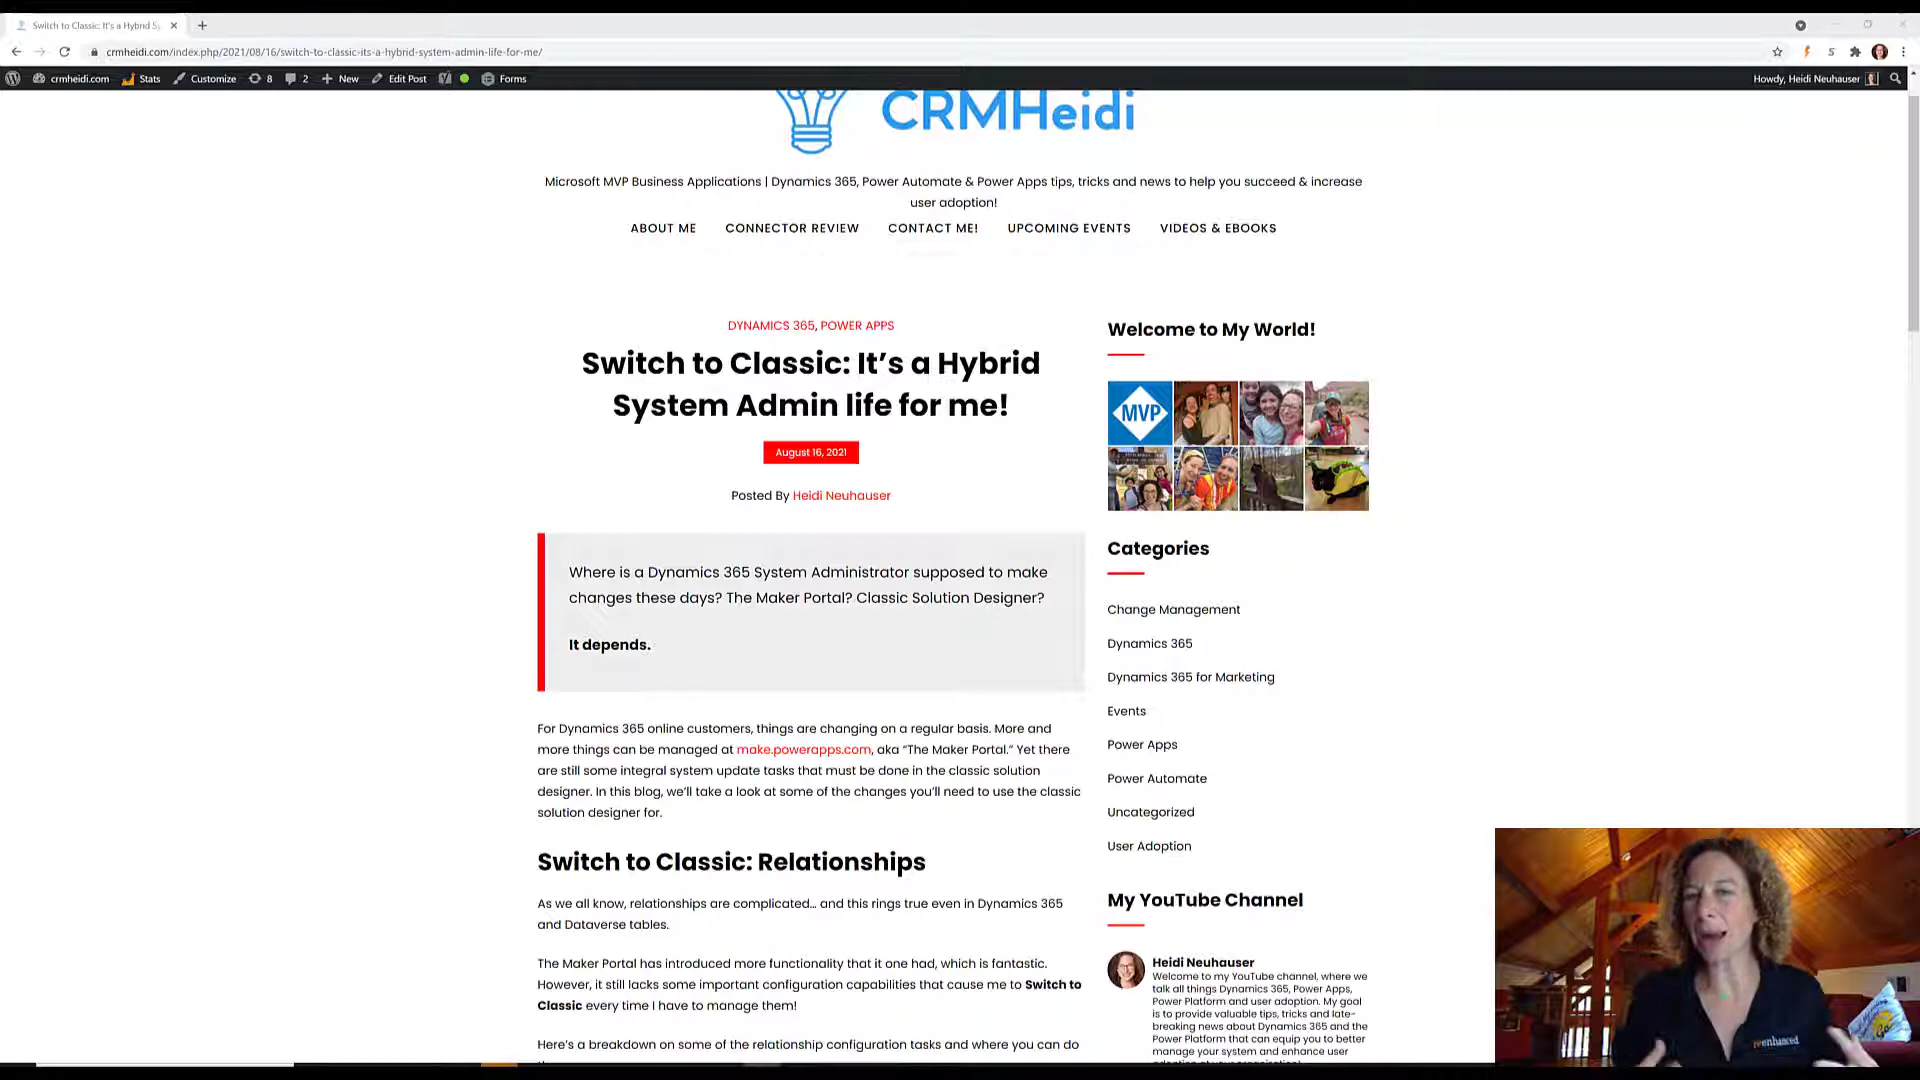 Switch to Classic: It's a Hybrid S
crmheidi.com/index.php/2021/08/16/switch-to-classic-its-a-hybrid-system-admin-life-for-me/
crmheidi.com Stats Customize 8 2 New Edit Post Forms Howdy, Heidi Neuhauser
CRMHeidi
Microsoft MVP Business Applications | Dynamics 365, Power Automate & Power Apps tips, tricks and news to help you succeed & increase
user adoption!
ABOUT ME CONNECTOR REVIEW CONTACT ME! UPCOMING EVENTS VIDEOS & EBOOKS
DYNAMICS 365, POWER APPS
Switch to Classic: It's a Hybrid
System Admin life for me!
August 16, 2021
Posted By Heidi Neuhauser
Where is a Dynamics 365 System Administrator supposed to make
changes these days? The Maker Portal? Classic Solution Designer?
It depends.
For Dynamics 365 online customers, things are changing on a regular basis. More and
more things can be managed at make.powerapps.com, aka “The Maker Portal.” Yet there
are still some integral system update tasks that must be done in the classic solution
designer. In this blog, we'll take a look at some of the changes you'll need to use the classic
solution designer for.
Switch to Classic: Relationships
As we all know, relationships are complicated… and this rings true even in Dynamics 365
and Dataverse tables.
The Maker Portal has introduced more functionality that it one had, which is fantastic.
However, it still lacks some important configuration capabilities that cause me to Switch to
Classic every time I have to manage them!
Here's a breakdown on some of the relationship configuration tasks and where you can do
Welcome to My World!
MVP
Categories
Change Management
Dynamics 365
Dynamics 365 for Marketing
Events
Power Apps
Power Automate
Uncategorized
User Adoption
My YouTube Channel
Heidi Neuhauser
Welcome to my YouTube channel, where we
talk all things Dynamics 365, Power Apps,
Power Platform and user adoption. My goal
is to provide valuable tips, tricks and late-
breaking news about Dynamics 365 and the
Power Platform that can equip you to better
manage your system and enhance user
reenhanced